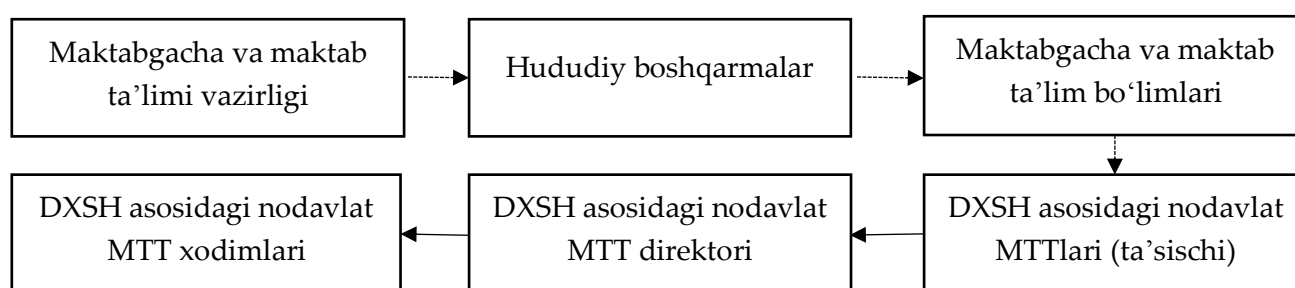 Maktabgacha va maktab
ta’limi vazirligi
Hududiy boshqarmalar
Maktabgacha va maktab
ta’lim bo‘limlari
DXSH asosidagi nodavlat
MTTlari (ta’sischi)
DXSH asosidagi nodavlat
MTT direktori
DXSH asosidagi nodavlat
MTT xodimlari